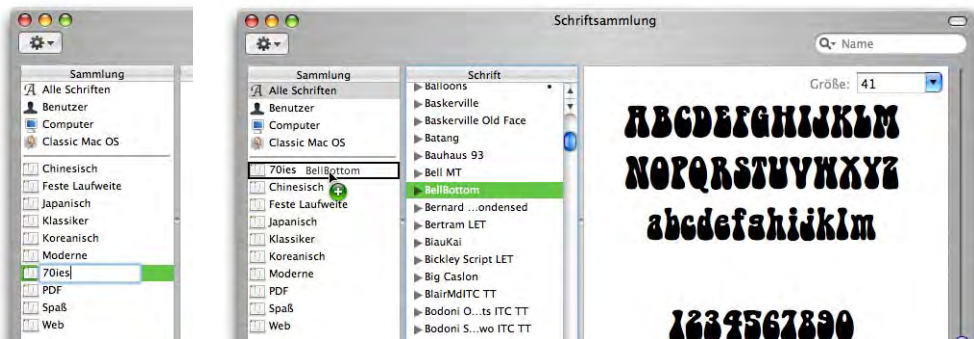 Sammlung
Alle Schriften
Benutzer
Computer
Classic Mac OS
Chinesisch
Feste Laufweite
Japanisch
Klassiker
Koreanisch
Moderne
70ies
PDF
Spaß
Web
Schriftsammlung
Name
Sammlung
Alle Schriften
Benutzer
Computer
Classic Mac OS
70ies BellBottom
Chinesisch
Feste Laufweite
Japanisch
Klassiker
Koreanisch
Moderne
PDF
Spaß
Web
Schrift
Balloons
Baskerville
Baskerville Old Face
Batang
Bauhaus 93
Bell MT
BellBottom
Bernard ...ondensed
Bertram LET
BiauKai
Bickley Script LET
Big Caslon
BlairMdITC TT
Bodoni O...ts ITC TT
Bodoni S...wo ITC TT
Größe: 41
ABCDEFGHIJKLM
NOPQRSTUVWXYZ
abcdefghijklm
1234567890